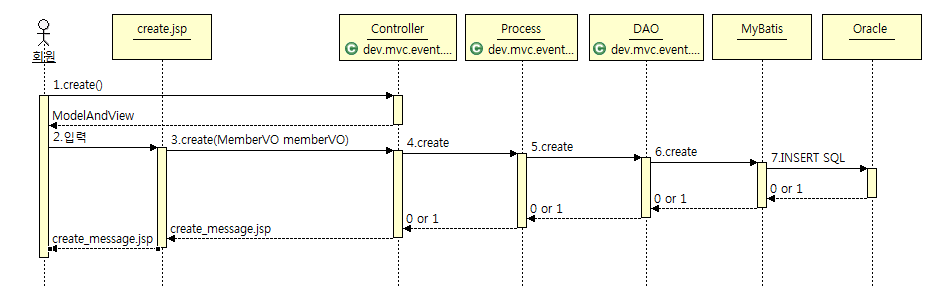 create.jsp
Controller
dev.mvc.event....
Process
dev.mvc.event....
DAO
dev.mvc.event....
MyBatis
Oracle
회원
1.create()
ModelAndView
2.입력
3.create(MemberVO memberVO)
4.create
5.create
6.create
7.INSERT SQL
0 or 1
0 or 1
0 or 1
0 or 1
create_message.jsp
create_message.jsp